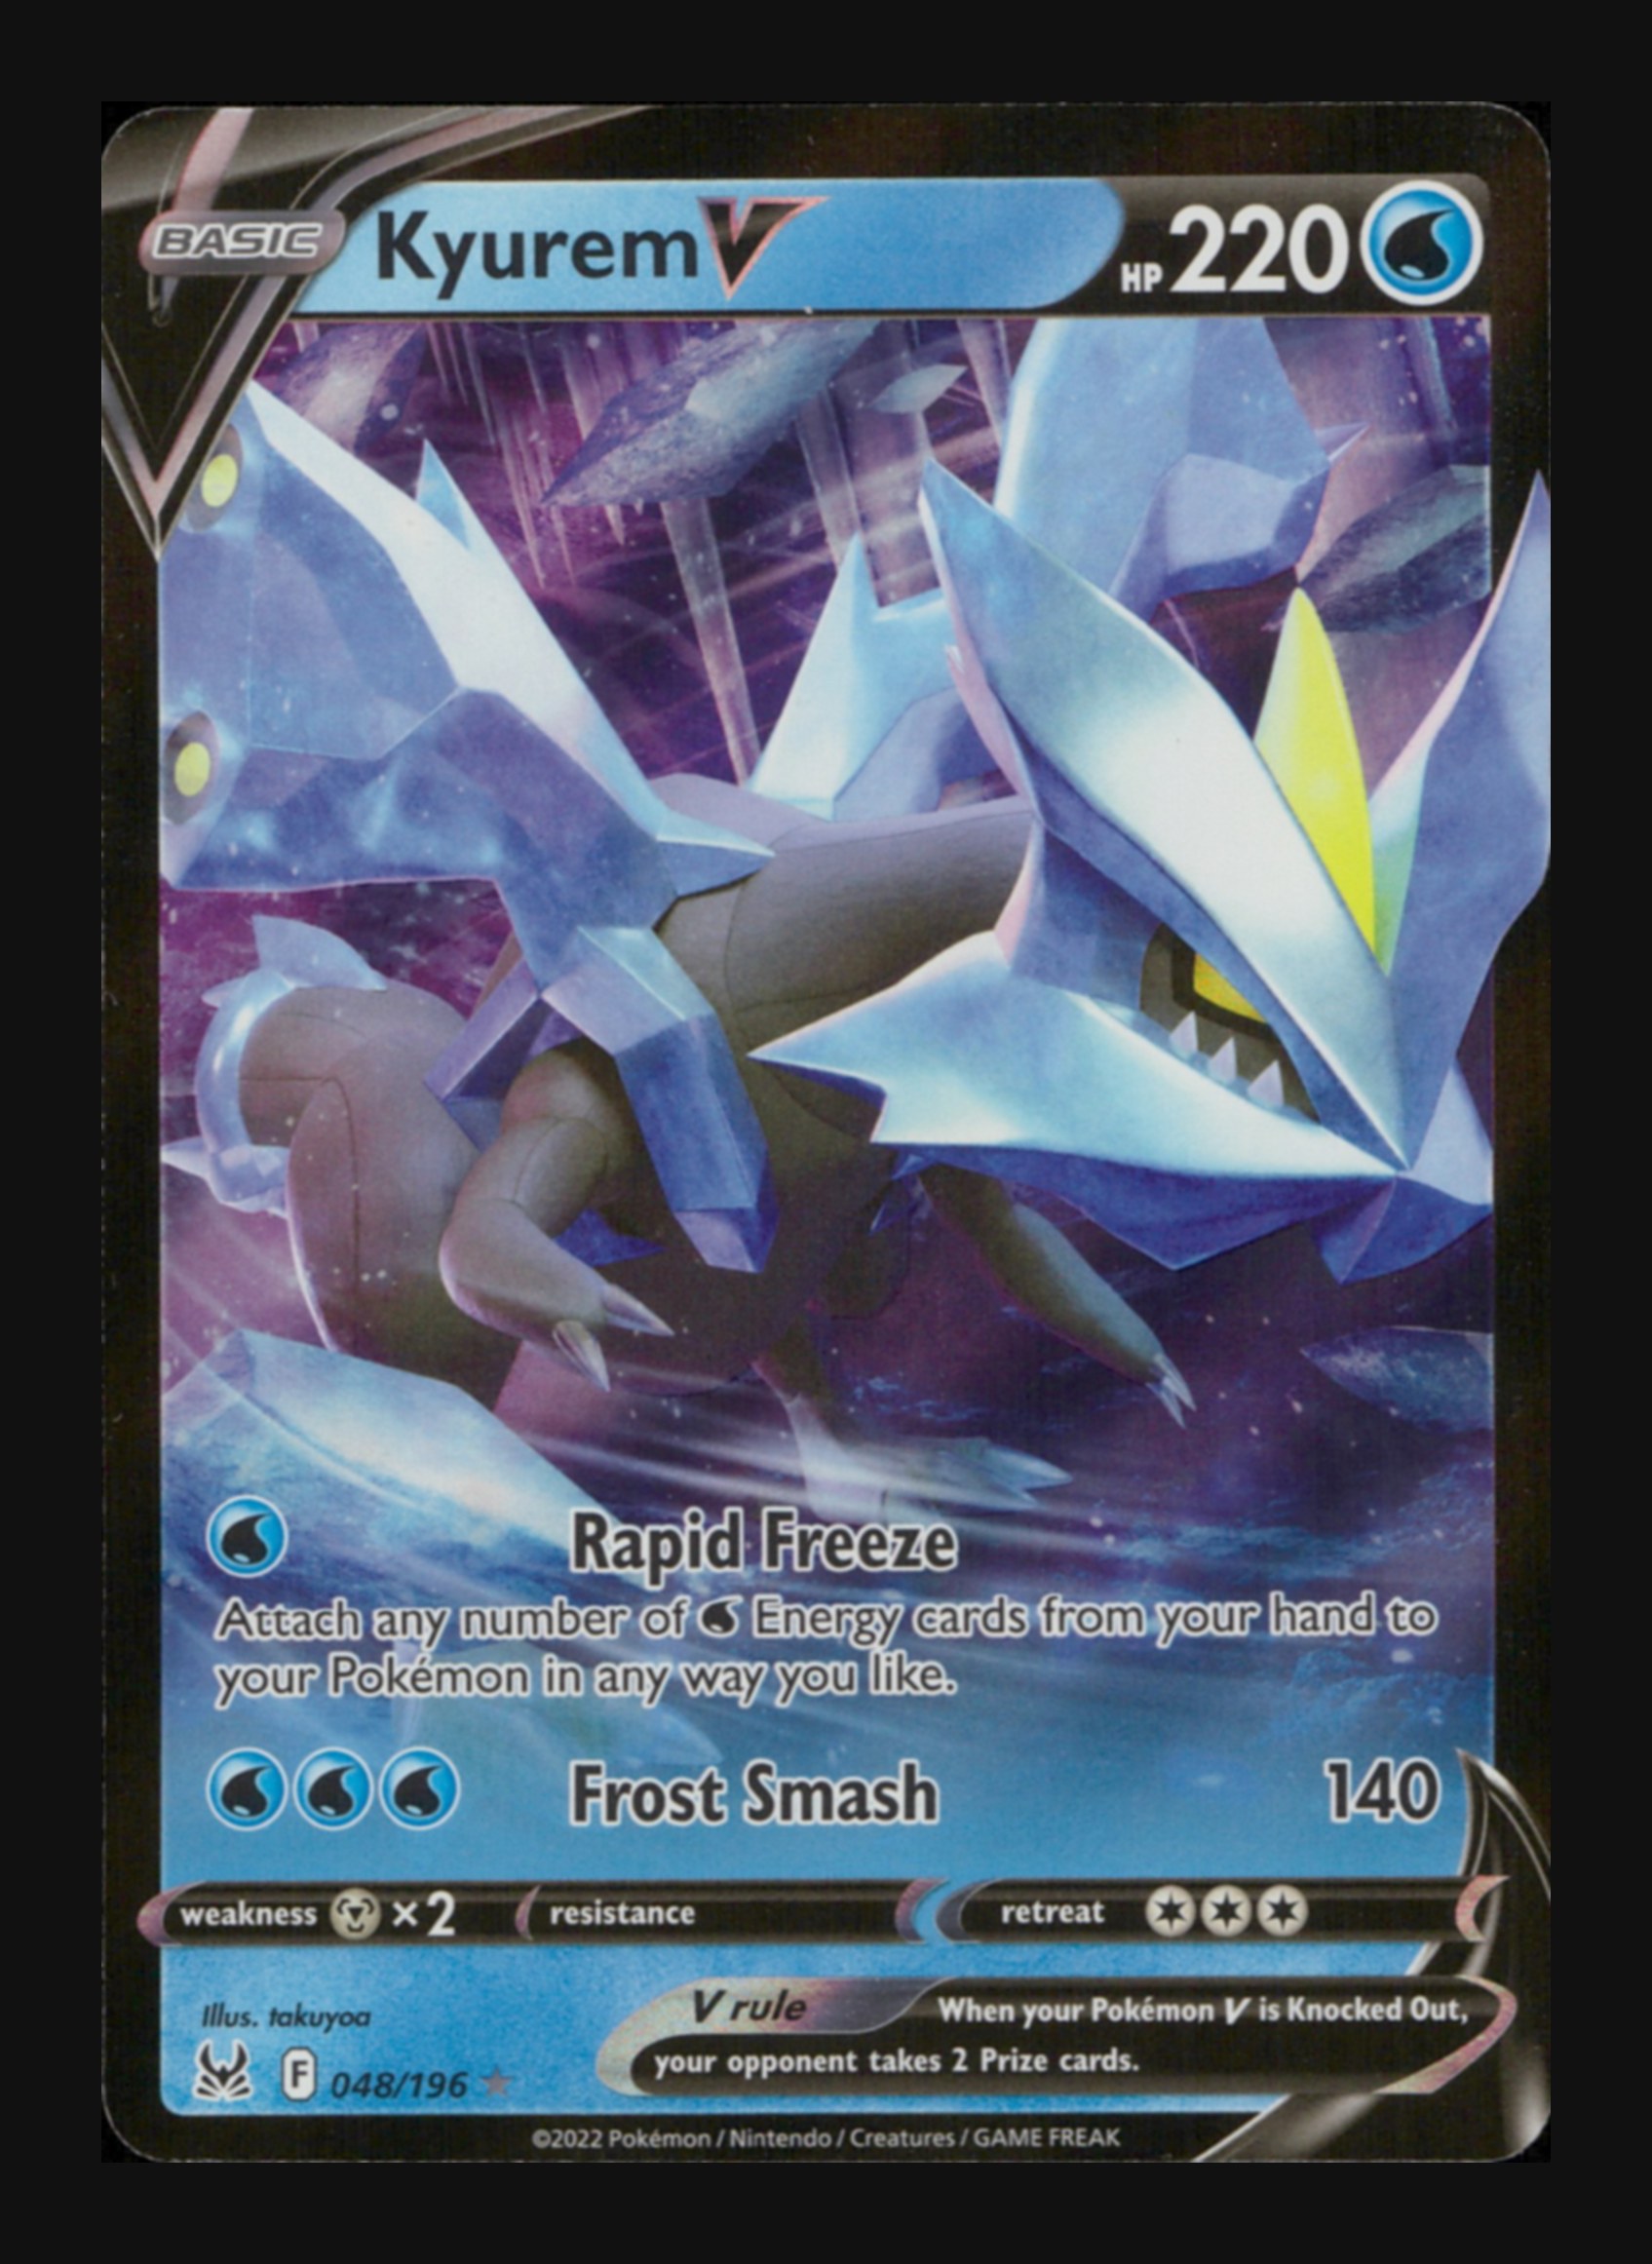 BASIC
Kyurem V
HP 220
Rapid Freeze
Attach any number of Energy cards from your hand to
your Pokémon in any way you like.
Frost Smash 140
weakness ×2 resistance retreat
V rule When your Pokémon V is Knocked Out,
your opponent takes 2 Prize cards.
Illus. takuyoa
F 048/196
©2022 Pokémon / Nintendo / Creatures / GAME FREAK